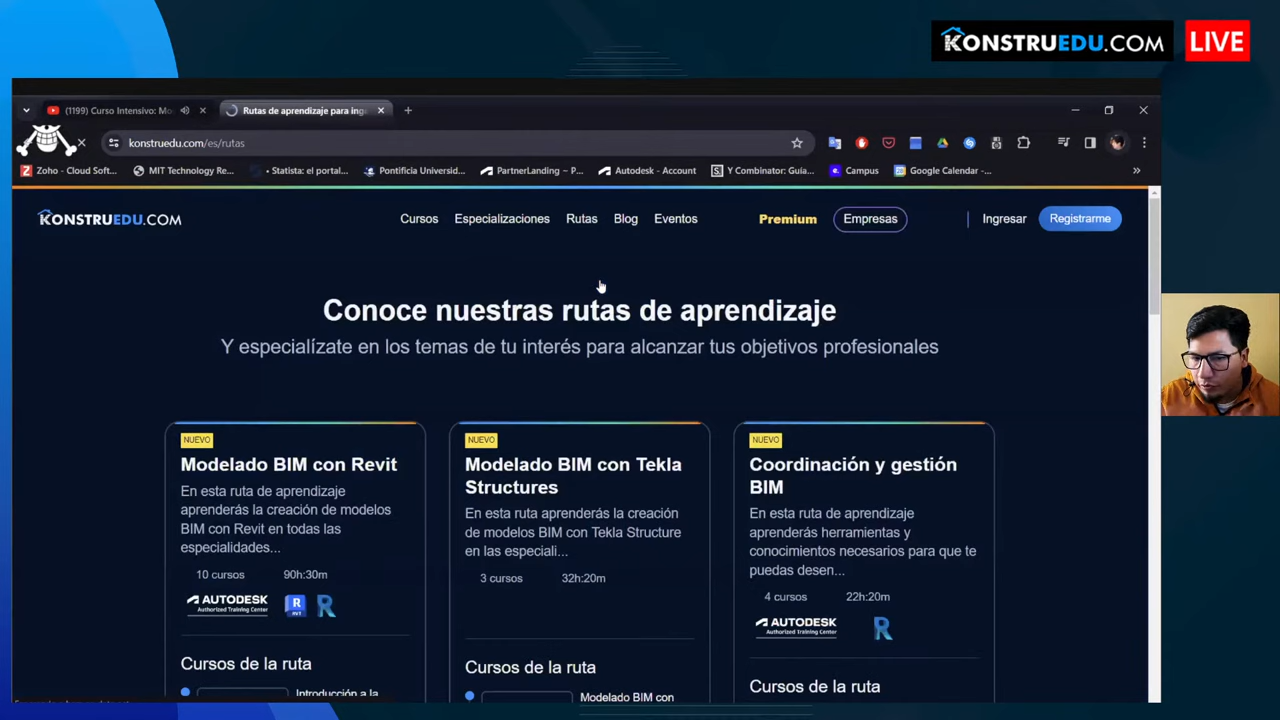 KONSTRUEDU.COM LIVE
(1199) Curso Intensivo: Mo
Rutas de aprendizaje para inge
konstruedu.com/es/rutas
Zoho - Cloud Soft...
MIT Technology Re...
• Statista: el portal...
Pontificia Universid...
PartnerLanding ~ P...
Autodesk - Account
Y Combinator: Guía...
Campus
Google Calendar -...
»
KONSTRUEDU.COM
Cursos
Especializaciones
Rutas
Blog
Eventos
Premium
Empresas
Ingresar
Registrarme
Conoce nuestras rutas de aprendizaje
Y especialízate en los temas de tu interés para alcanzar tus objetivos profesionales
NUEVO
Modelado BIM con Revit
En esta ruta de aprendizaje
aprenderás la creación de modelos
BIM con Revit en todas las
especialidades...
10 cursos 90h:30m
AUTODESK
Authorized Training Center
Cursos de la ruta
Introducción a la
NUEVO
Modelado BIM con Tekla
Structures
En esta ruta aprenderás la creación
de modelos BIM con Tekla Structure
en las especiali...
3 cursos 32h:20m
Cursos de la ruta
Modelado BIM con
NUEVO
Coordinación y gestión
BIM
En esta ruta de aprendizaje
aprenderás herramientas y
conocimientos necesarios para que te
puedas desen...
4 cursos 22h:20m
AUTODESK
Authorized Training Center
Cursos de la ruta